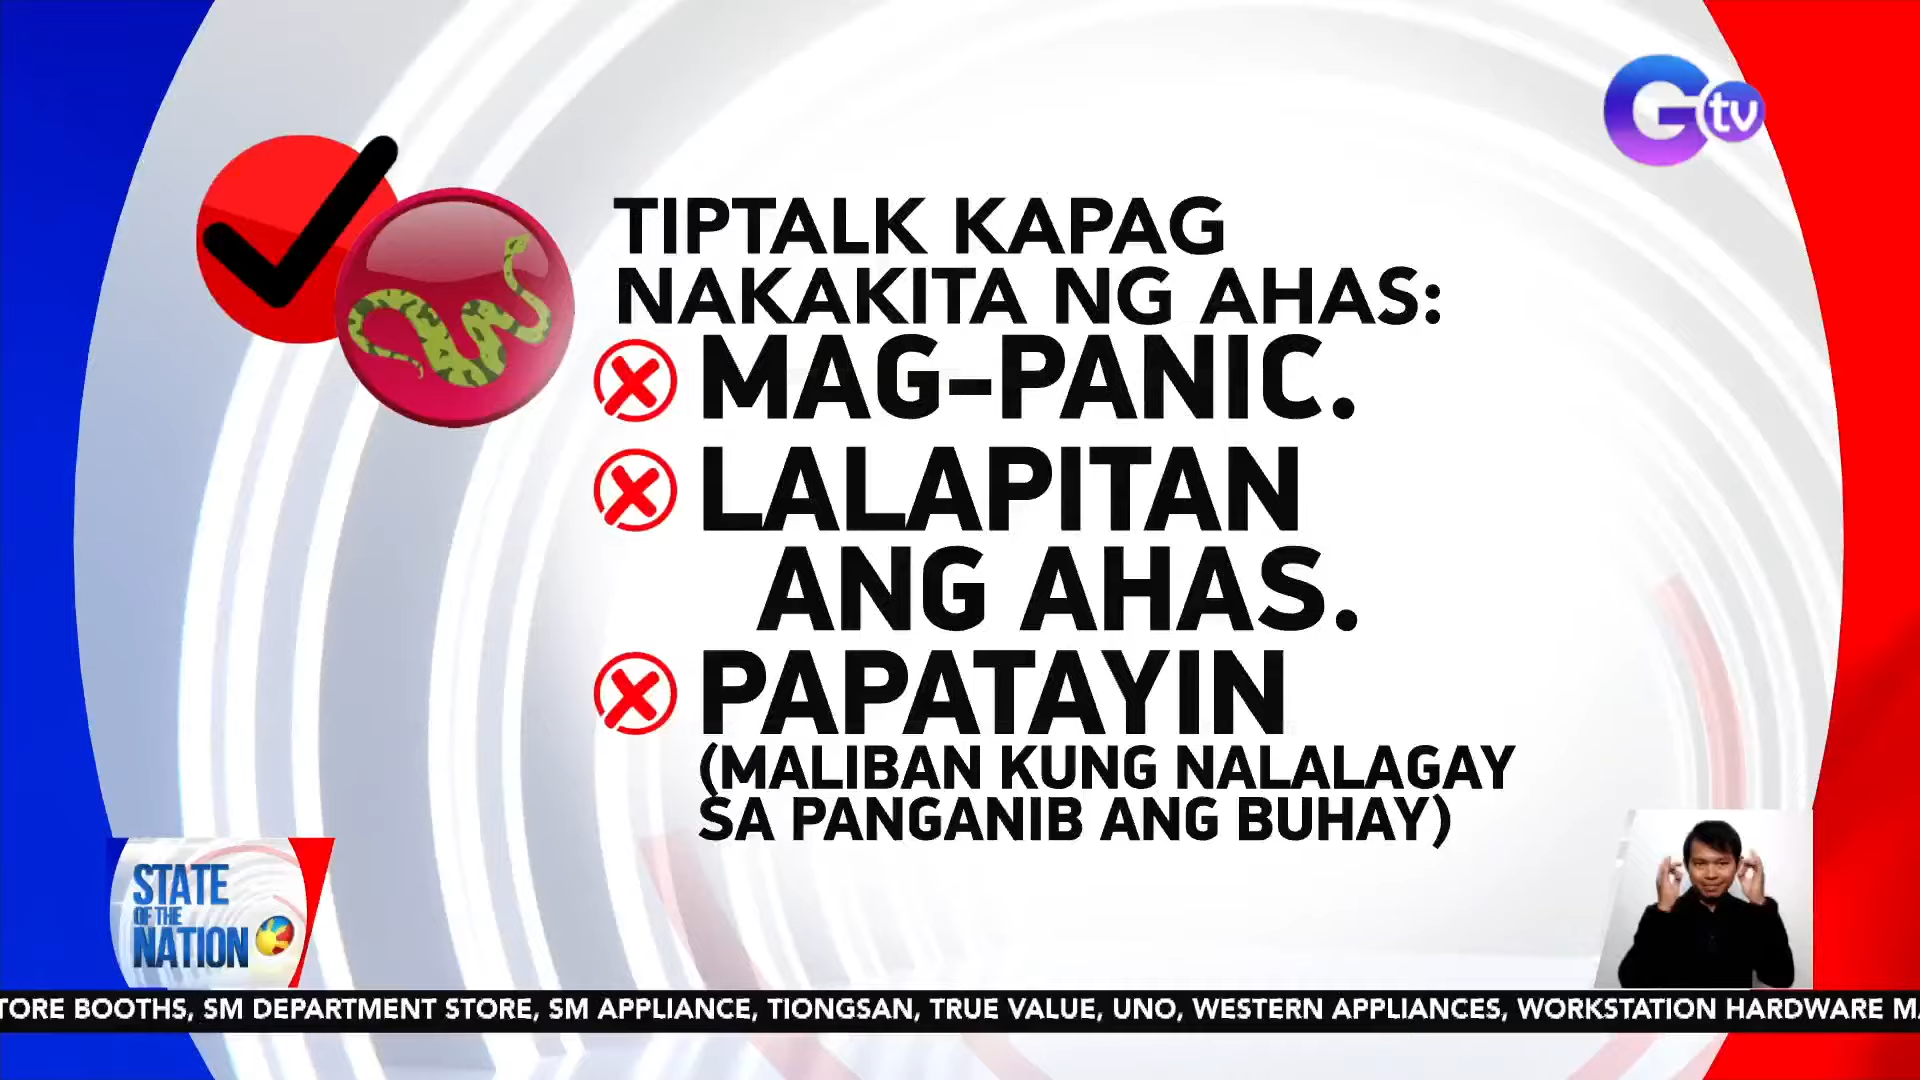 Gtv
TIPTALK KAPAG
NAKAKITA NG AHAS:
MAG-PANIC.
LALAPITAN
ANG AHAS.
PAPATAYIN
(MALIBAN KUNG NALALAGAY
SA PANGANIB ANG BUHAY)
STATE
OF THE
NATION
TORE BOOTHS, SM DEPARTMENT STORE, SM APPLIANCE, TIONGSAN, TRUE VALUE, UNO, WESTERN APPLIANCES, WORKSTATION HARDWARE